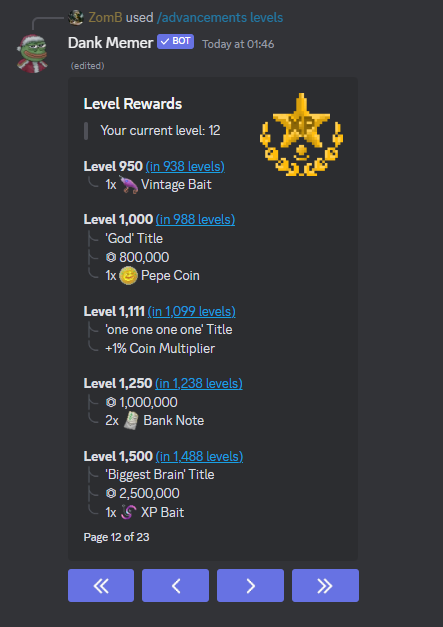 ZomB used /advancements levels
Dank Memer ✓ BOT Today at 01:46
(edited)
Level Rewards
XP
Your current level: 12
Level 950 (in 938 levels)
1x Vintage Bait
Level 1,000 (in 988 levels)
'God' Title
800,000
1x Pepe Coin
Level 1,111 (in 1,099 levels)
'one one one one' Title
+1% Coin Multiplier
Level 1,250 (in 1,238 levels)
1,000,000
2x Bank Note
Level 1,500 (in 1,488 levels)
'Biggest Brain' Title
2,500,000
1x XP Bait
Page 12 of 23